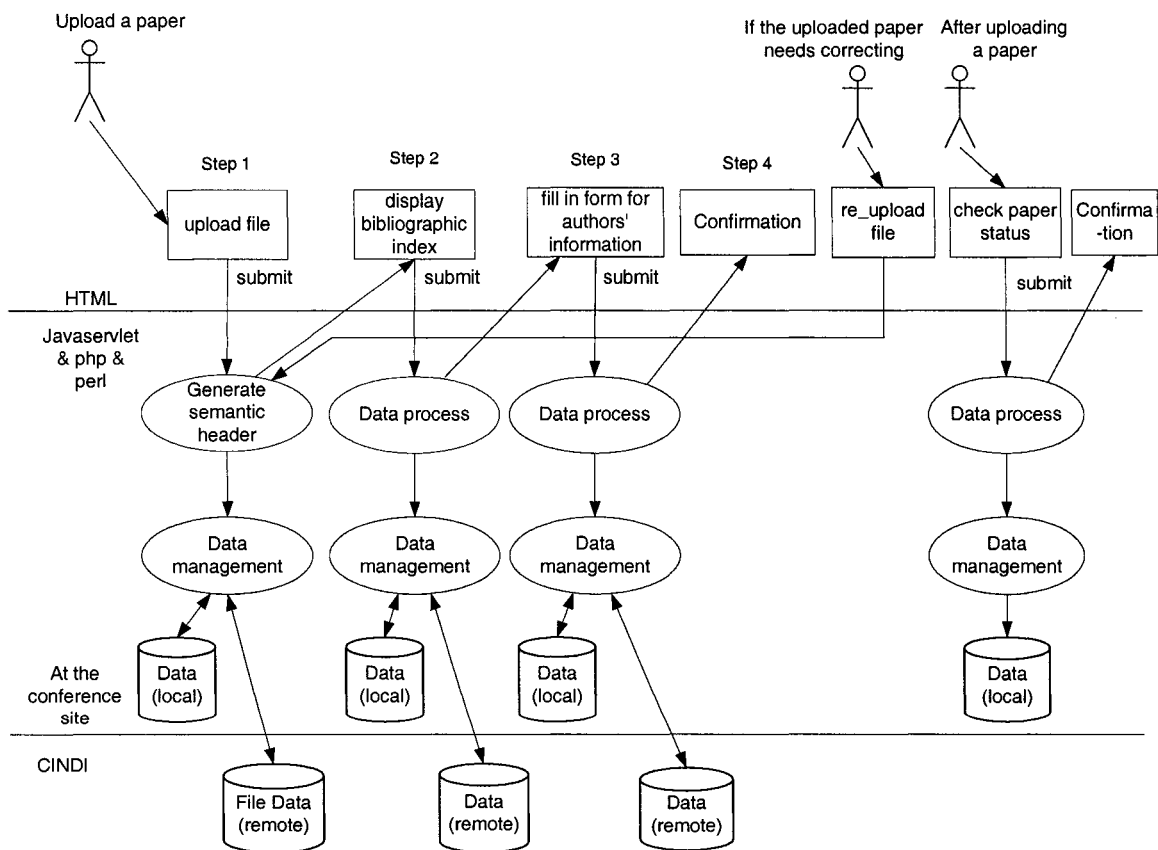 Upload a paper
If the uploaded paper
needs correcting
After uploading
a paper
Step 1
Step 2
Step 3
Step 4
upload file
display
bibliographic
index
fill in form for
authors'
information
Confirmation
re_upload
file
check paper
status
Confirma
-tion
submit
submit
submit
submit
HTML
Javaservlet
& php &
perl
Generate
semantic
header
Data process
Data process
Data process
Data
management
Data
management
Data
management
Data
management
At the
conference
site
Data
(local)
Data
(local)
Data
(local)
Data
(local)
CINDI
File Data
(remote)
Data
(remote)
Data
(remote)